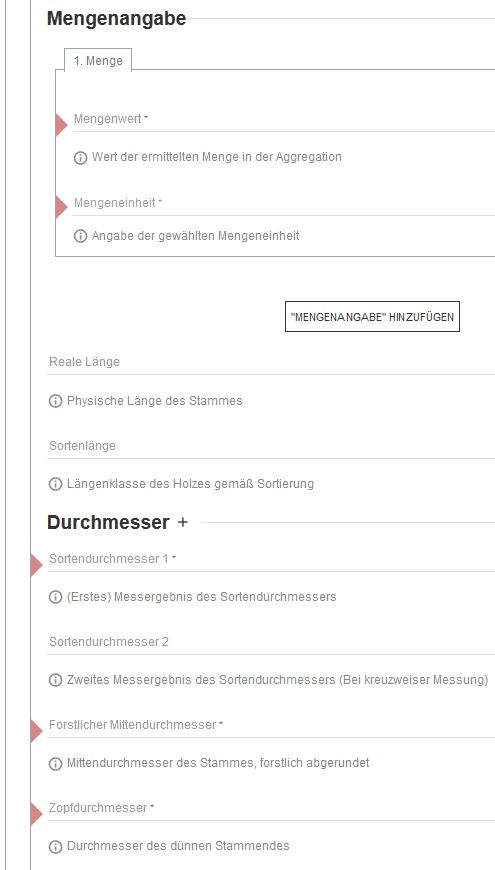 Mengenangabe
1. Menge
Mengenwert *
Wert der ermittelten Menge in der Aggregation
Mengeneinheit *
Angabe der gewählten Mengeneinheit
"MENGENANGABE" HINZUFÜGEN
Reale Länge
Physische Länge des Stammes
Sortenlänge
Längenklasse des Holzes gemäß Sortierung
Durchmesser +
Sortendurchmesser 1 *
(Erstes) Messergebnis des Sortendurchmessers
Sortendurchmesser 2
Zweites Messergebnis des Sortendurchmessers (Bei kreuzweiser Messung)
Forstlicher Mittendurchmesser *
Mittendurchmesser des Stammes, forstlich abgerundet
Zopfdurchmesser *
Durchmesser des dünnen Stammendes